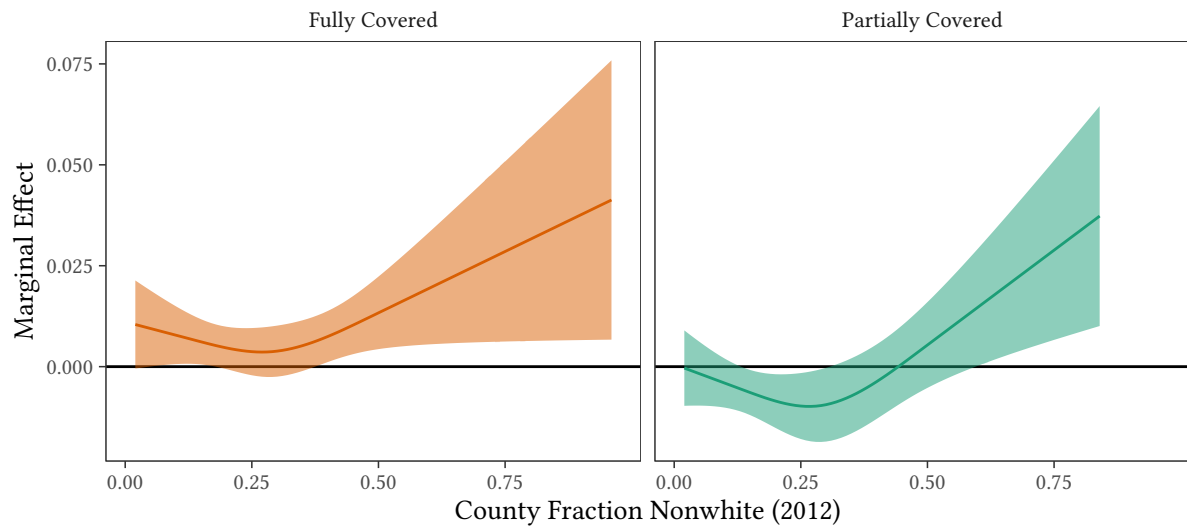 Fully Covered
Partially Covered
Marginal Effect
0.075
0.050
0.025
0.000
0.00 0.25 0.50 0.75
0.00 0.25 0.50 0.75
County Fraction Nonwhite (2012)